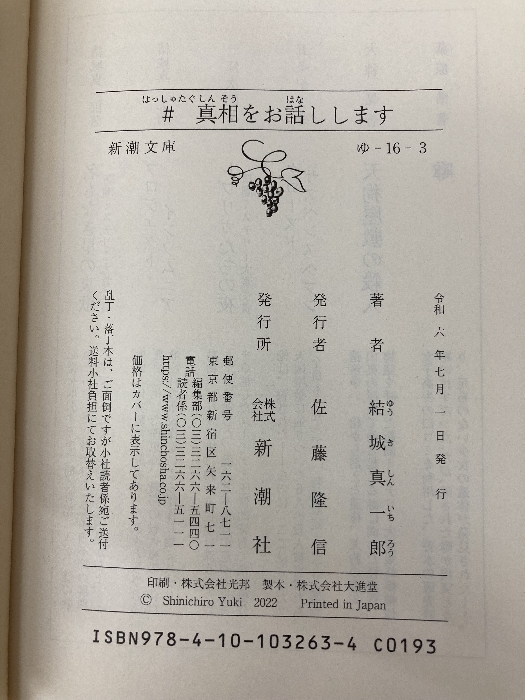 はっしゅたぐしんそう はな
# 真相をお話しします
新潮文庫 ゆ-16-3
令和六年七月一日発行
著者 結城真一郎
ゆうきしんいちろう
発行者 佐藤隆信
発行所 株式会社 新潮社
郵便番号 一六二―八七一一
東京都新宿区矢来町七一
電話 編集部(〇三)三二六六―五四四〇
読者係(〇三)三二六六―五一一一
https://www.shinchosha.co.jp
価格はカバーに表示してあります。
乱丁・落丁本は、ご面倒ですが小社読者係宛ご送付
ください。送料小社負担にてお取替えいたします。
印刷・株式会社光邦 製本・株式会社大進堂
© Shinichiro Yuki 2022 Printed in Japan
ISBN978-4-10-103263-4 C0193